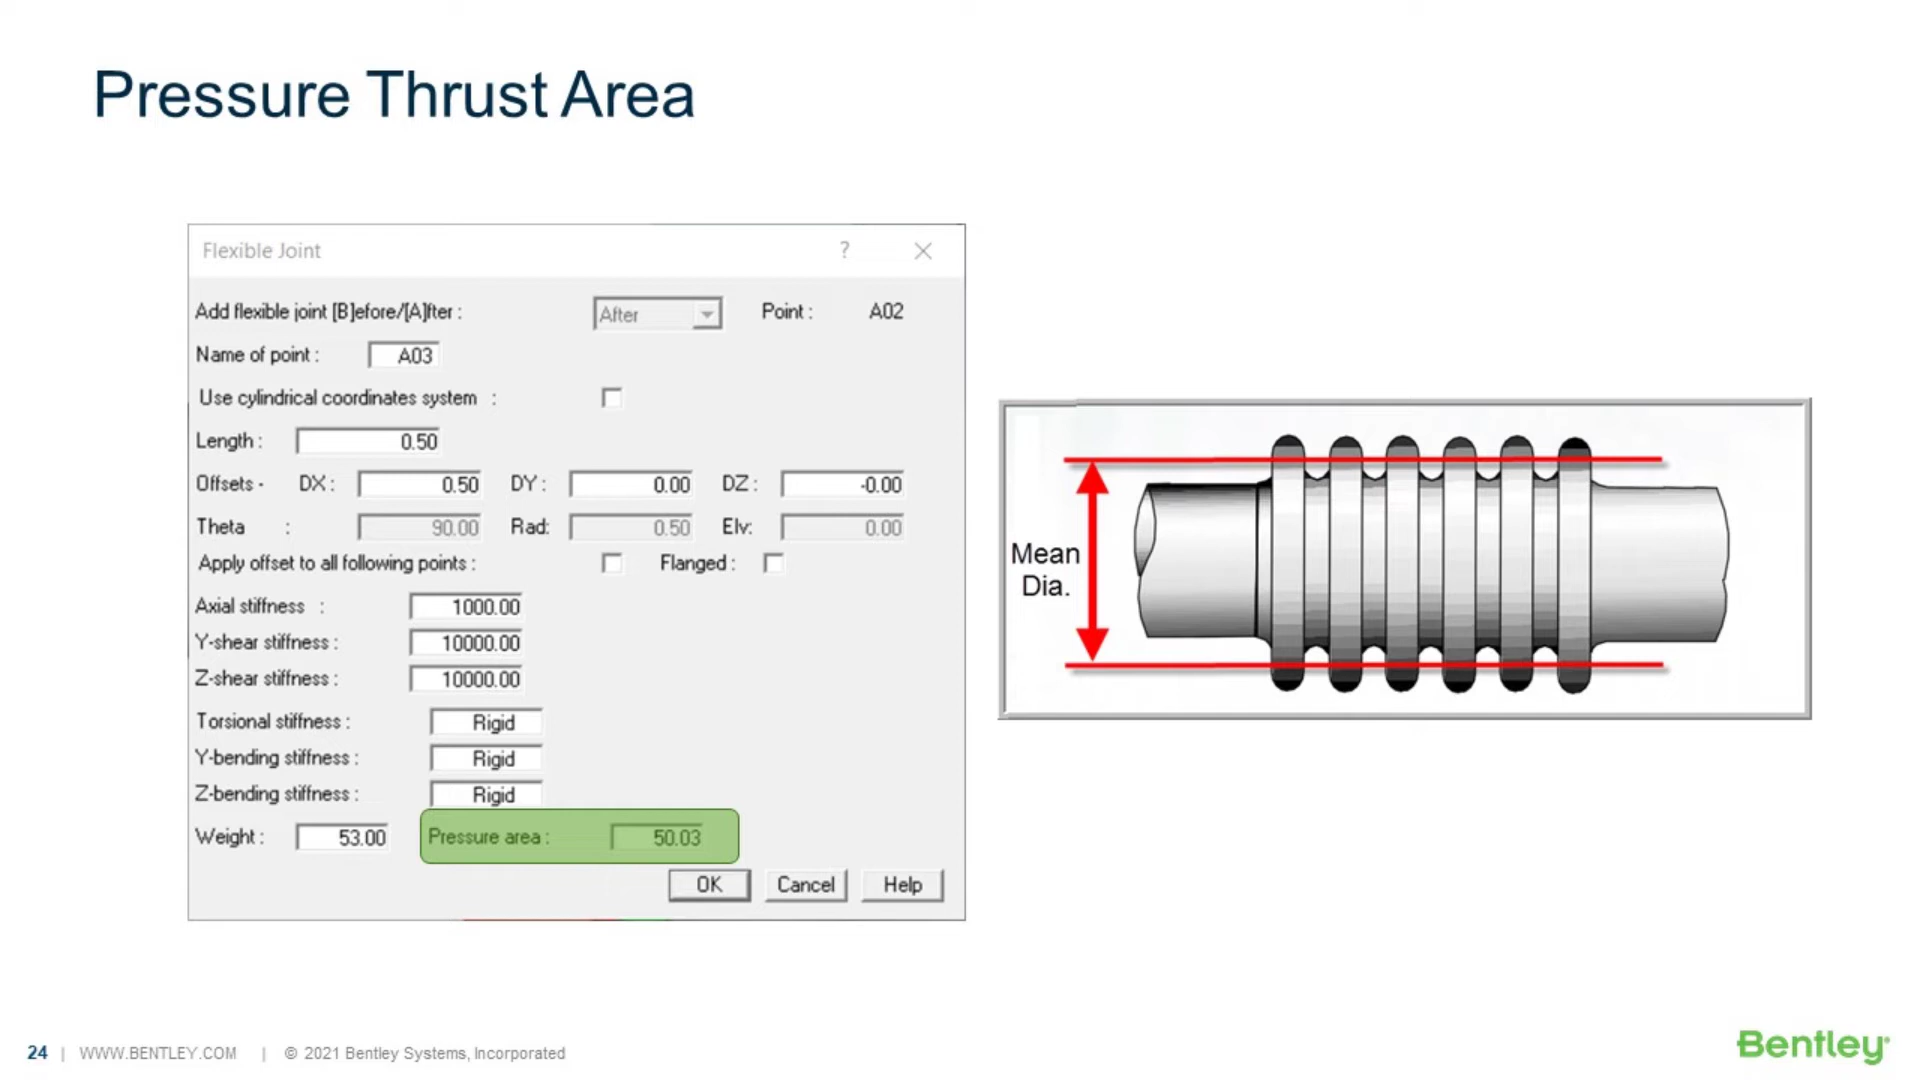 Pressure Thrust Area
Flexible Joint ?
Add flexible joint [B]efore/[A]fter : After Point : A02
Name of point : A03
Use cylindrical coordinates system :
Length : 0.50
Offsets - DX : 0.50 DY : 0.00 DZ : -0.00
Theta : 90.00 Rad: 0.50 Elv: 0.00
Apply offset to all following points : Flanged :
Axial stiffness : 1000.00
Y-shear stiffness : 10000.00
Z-shear stiffness : 10000.00
Torsional stiffness : Rigid
Y-bending stiffness : Rigid
Z-bending stiffness : Rigid
Weight : 53.00 Pressure area : 50.03
OK Cancel Help
Mean
Dia.
24 | WWW.BENTLEY.COM | © 2021 Bentley Systems, Incorporated
Bentley